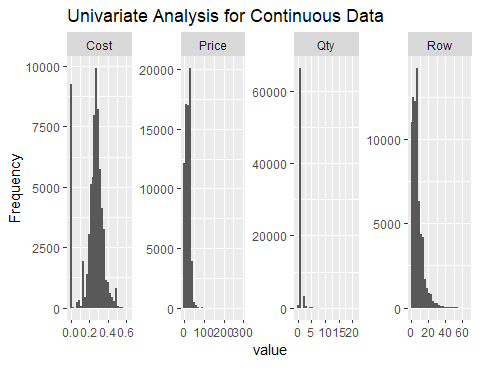 Univariate Analysis for Continuous Data
Cost Price Qty Row
Frequency
10000
7500
5000
2500
0
20000
15000
10000
5000
0
60000
40000
20000
0
10000
5000
0
0.0 0.2 0.4 0.6
0 100 200 300
0 5 10 15 20
0 20 40 60
value